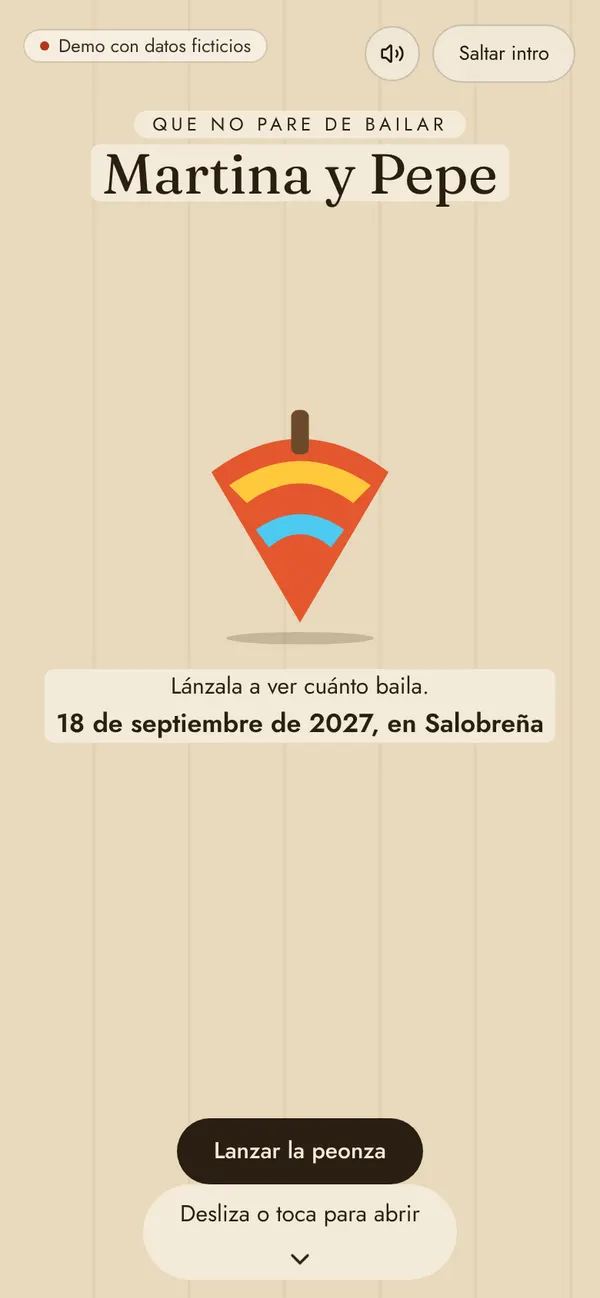 Demo con datos ficticios
Saltar intro
QUE NO PARE DE BAILAR
Martina y Pepe
Lánzala a ver cuánto baila.
18 de septiembre de 2027, en Salobreña
Lanzar la peonza
Desliza o toca para abrir